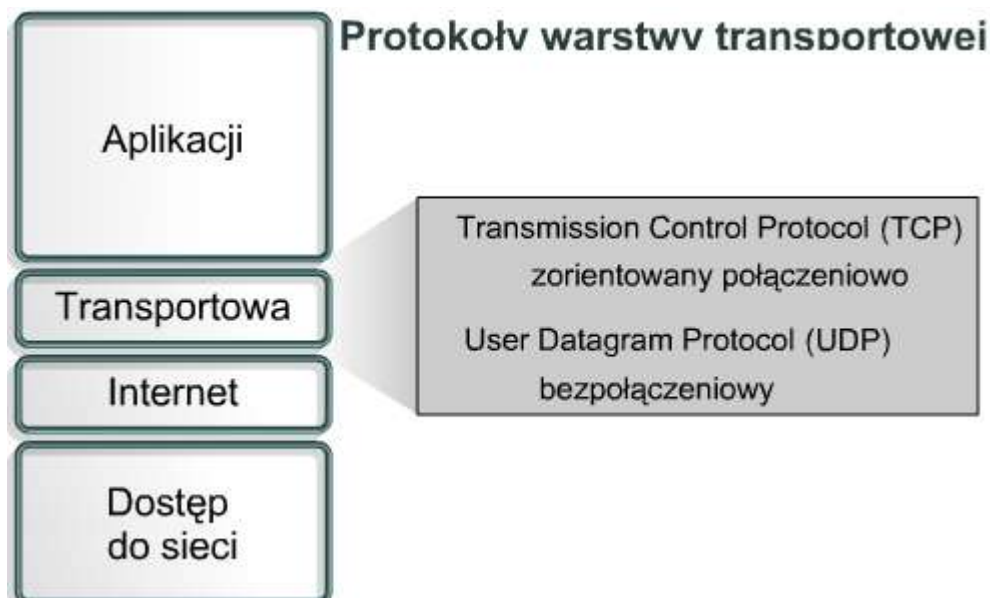 Protokoły warstwy transportowej
Aplikacji
Transportowa
Internet
Dostęp
do sieci
Transmission Control Protocol (TCP)
zorientowany połączeniowo
User Datagram Protocol (UDP)
bezpołączeniowy